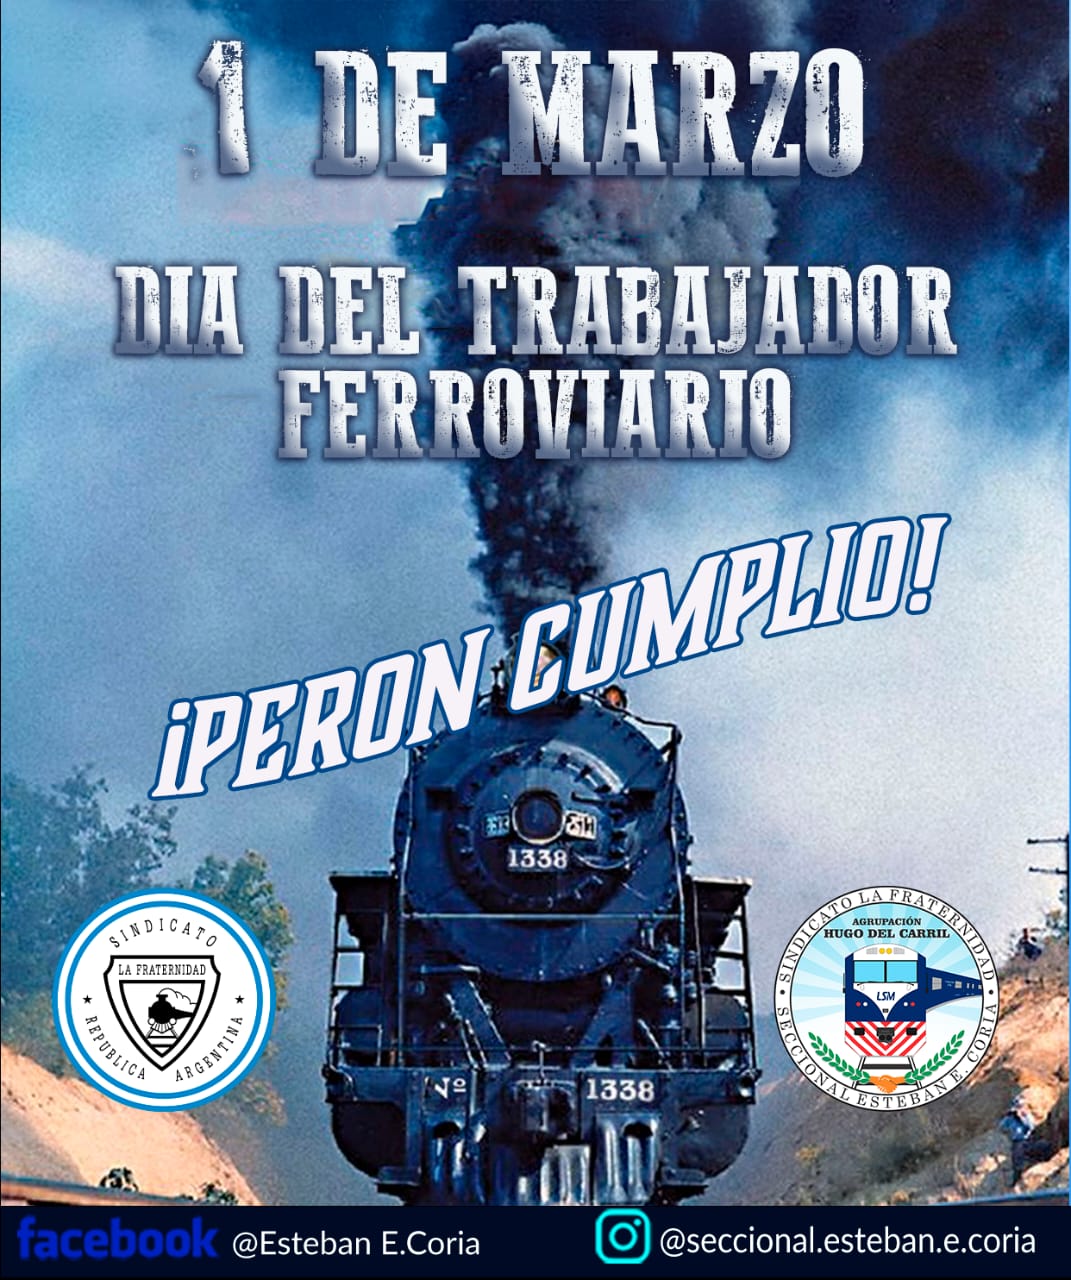 1 DE MARZO
DIA DEL TRABAJADOR
FERROVIARIO
¡PERON CUMPLIO!
1338
SINDICATO
LA FRATERNIDAD
REPUBLICA ARGENTINA
SINDICATO LA FRATERNIDAD
AGRUPACIÓN
HUGO DEL CARRIL
LSM
SECCIONAL ESTEBAN E. CORIA
Nº 1338
facebook @Esteban E.Coria
@seccional.esteban.e.coria